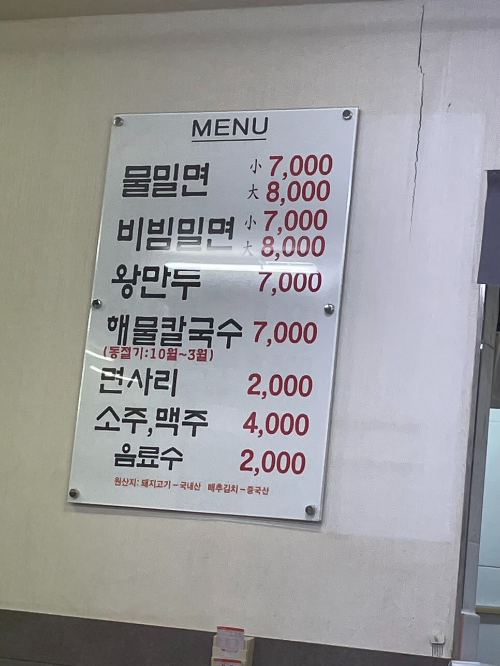 MENU
물밀면 小 7,000
大 8,000
비빔밀면 小 7,000
大 8,000
왕만두 7,000
해물칼국수 7,000
(동절기:10월~3월)
면사리 2,000
소주,맥주 4,000
음료수 2,000
원산지: 돼지고기-국내산 배추김치-중국산